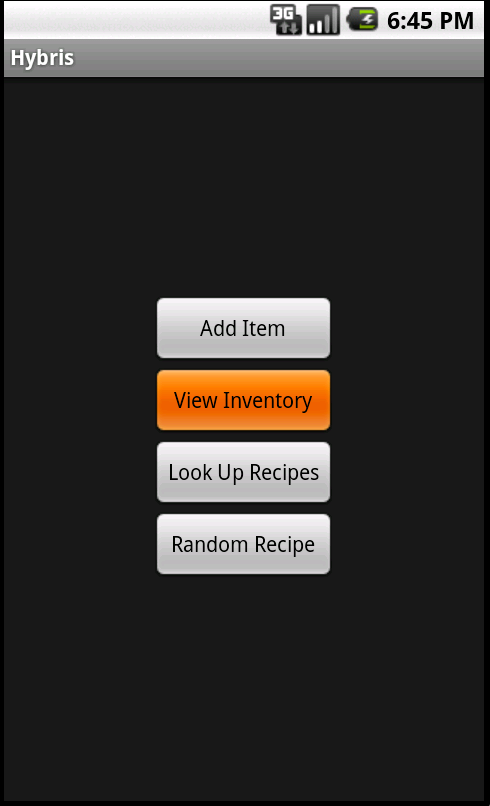 3G 6:45 PM
Hybris
Add Item
View Inventory
Look Up Recipes
Random Recipe